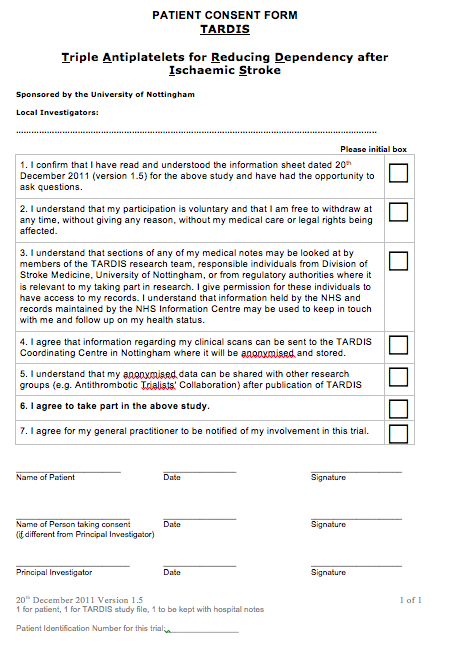 PATIENT CONSENT FORM
TARDIS
Triple Antiplatelets for Reducing Dependency after
Ischaemic Stroke
Sponsored by the University of Nottingham
Local Investigators:
................................................................................................................................
Please initial box
1. I confirm that I have read and understood the information sheet dated 20th
December 2011 (version 1.5) for the above study and have had the opportunity to
ask questions.
2. I understand that my participation is voluntary and that I am free to withdraw at
any time, without giving any reason, without my medical care or legal rights being
affected.
3. I understand that sections of any of my medical notes may be looked at by
members of the TARDIS research team, responsible individuals from Division of
Stroke Medicine, University of Nottingham, or from regulatory authorities where it
is relevant to my taking part in research. I give permission for these individuals to
have access to my records. I understand that information held by the NHS and
records maintained by the NHS Information Centre may be used to keep in touch
with me and follow up on my health status.
4. I agree that information regarding my clinical scans can be sent to the TARDIS
Coordinating Centre in Nottingham where it will be anonymised and stored.
5. I understand that my anonymised data can be shared with other research
groups (e.g. Antithrombotic Trialists' Collaboration) after publication of TARDIS
6. I agree to take part in the above study.
7. I agree for my general practitioner to be notified of my involvement in this trial.
Name of Patient Date Signature
Name of Person taking consent Date Signature
(if different from Principal Investigator)
Principal Investigator Date Signature
20th December 2011 Version 1.5 1 of 1
1 for patient, 1 for TARDIS study file, 1 to be kept with hospital notes
Patient Identification Number for this trial: